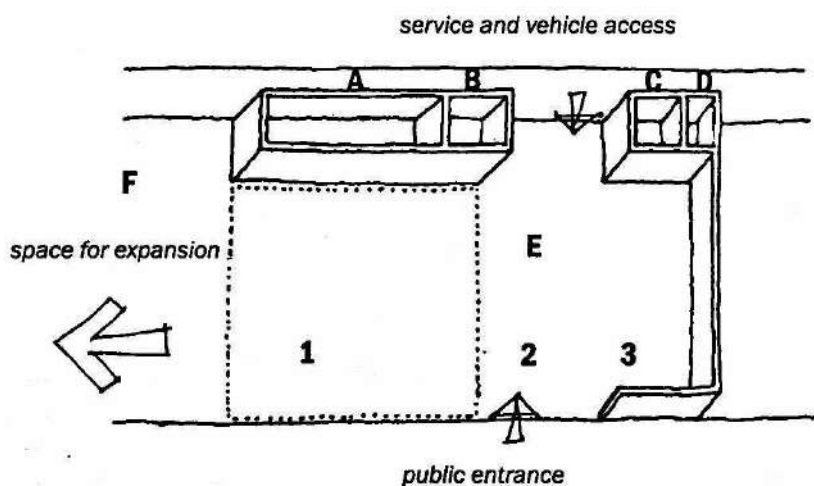 service and vehicle access
A B C D
F
space for expansion
E
1 2 3
public entrance